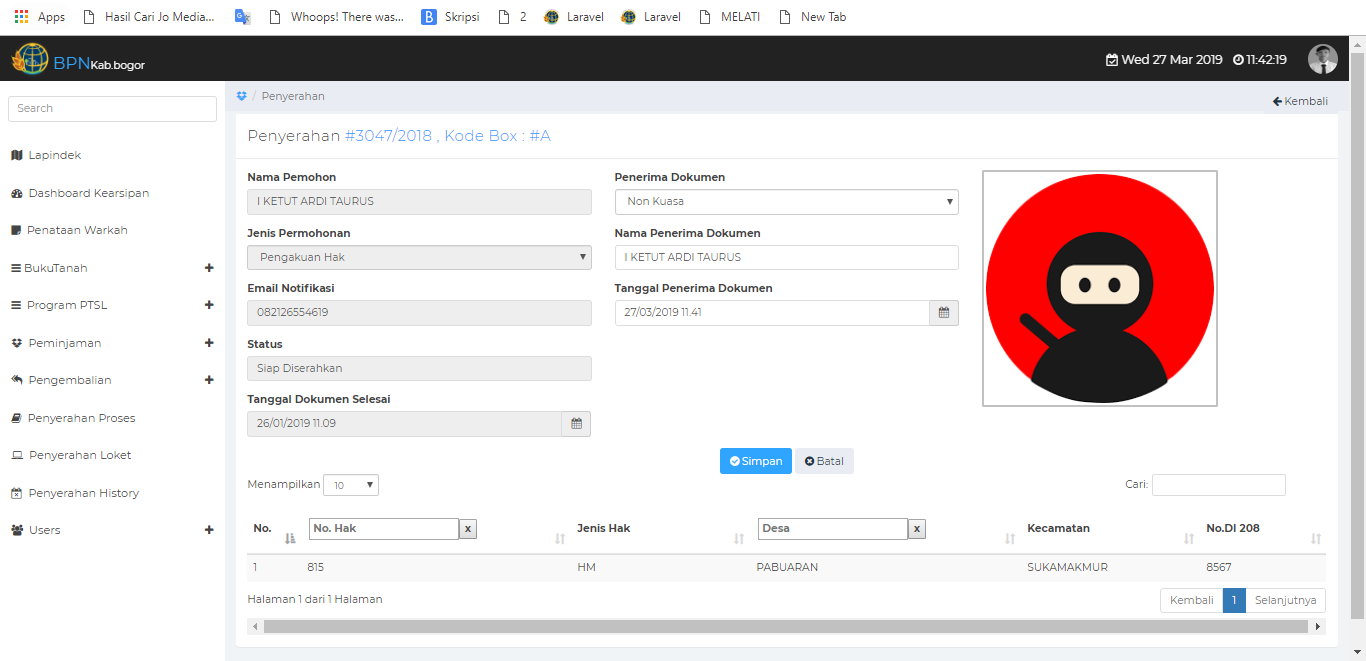 Apps Hasil Cari Jo Media... Whoops! There was... B Skripsi 2 Laravel Laravel MELATI New Tab
BPNKab.bogor Wed 27 Mar 2019 11:42:19
Search
/ Penyerahan Kembali
Penyerahan #3047/2018 , Kode Box : #A
Lapindek
Dashboard Kearsipan
Penataan Warkah
BukuTanah +
Program PTSL +
Peminjaman +
Pengembalian +
Penyerahan Proses
Penyerahan Loket
Penyerahan History
Users +
Nama Pemohon
I KETUT ARDI TAURUS
Jenis Permohonan
Pengakuan Hak
Email Notifikasi
082126554619
Status
Siap Diserahkan
Tanggal Dokumen Selesai
26/01/2019 11.09
Penerima Dokumen
Non Kuasa
Nama Penerima Dokumen
I KETUT ARDI TAURUS
Tanggal Penerima Dokumen
27/03/2019 11.41
Simpan Batal
Menampilkan 10 Cari:
No. No. Hak x Jenis Hak Desa x Kecamatan No.DI 208
1 815 HM PABUARAN SUKAMAKMUR 8567
Halaman 1 dari 1 Halaman Kembali 1 Selanjutnya